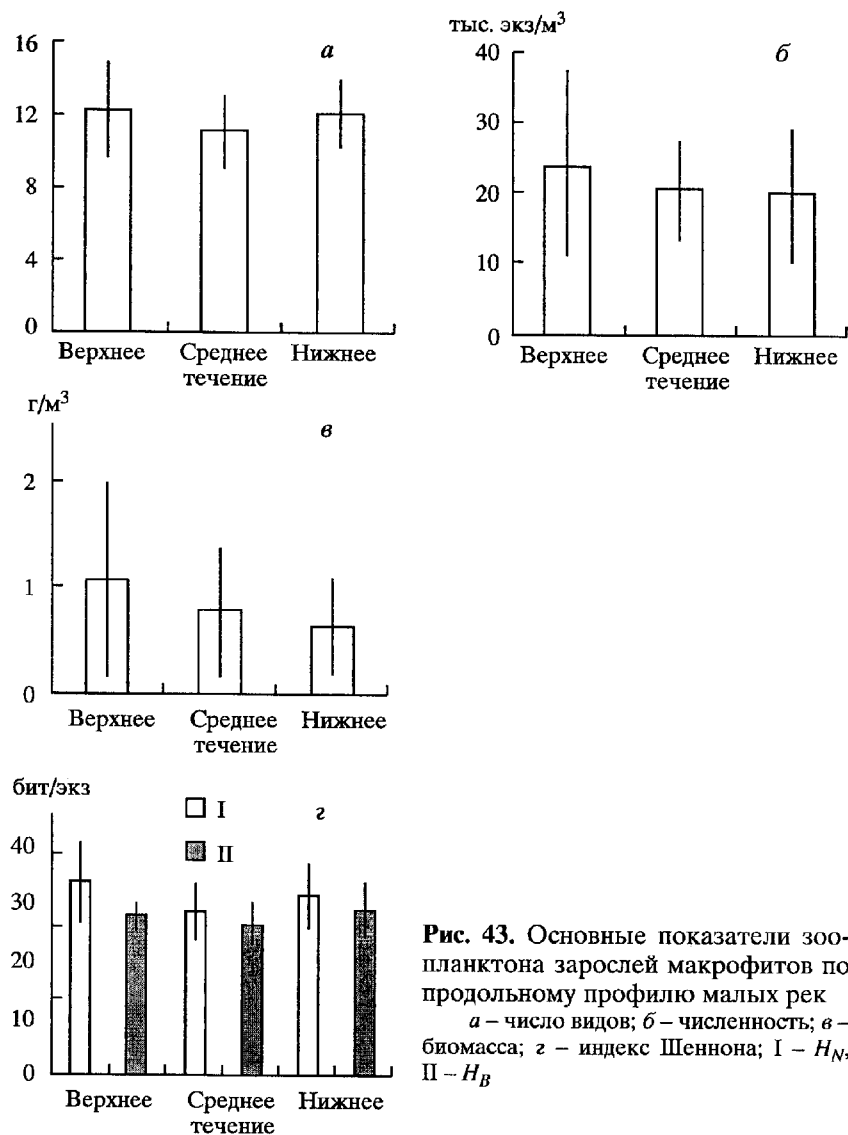 а
16
12
8
4
0
Верхнее Среднее Нижнее
течение
тыс. экз/м³
б
40
30
20
10
0
Верхнее Среднее Нижнее
течение
г/м³
в
2
1
0
Верхнее Среднее Нижнее
течение
бит/экз
I
II
г
40
30
20
10
0
Верхнее Среднее Нижнее
течение
Рис. 43. Основные показатели зоо-
планктона зарослей макрофитов по
продольному профилю малых рек
а – число видов; б – численность; в –
биомасса; г – индекс Шеннона; I – H_N,
II – H_B